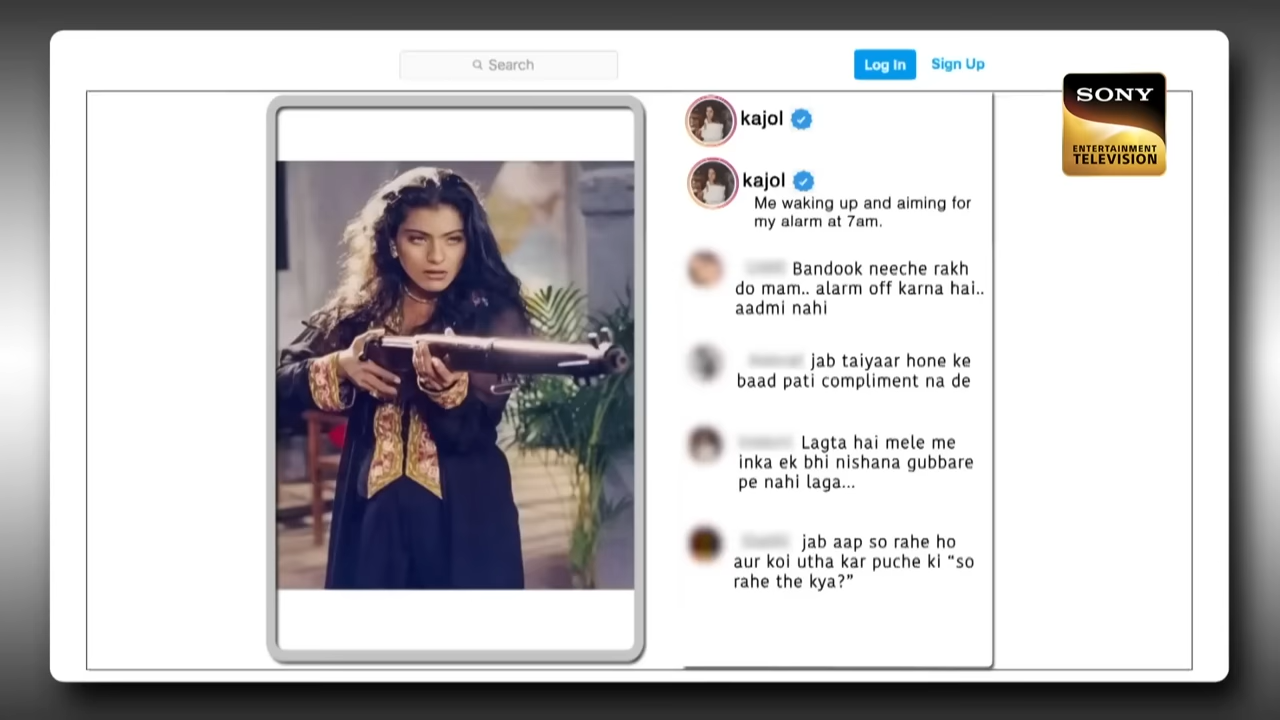 Search
Log In
Sign Up
SONY
ENTERTAINMENT
TELEVISION
kajol
kajol
Me waking up and aiming for
my alarm at 7am.
Bandook neeche rakh
do mam.. alarm off karna hai..
aadmi nahi
jab taiyaar hone ke
baad pati compliment na de
Lagta hai mele me
inka ek bhi nishana gubbare
pe nahi laga...
jab aap so rahe ho
aur koi utha kar puche ki “so
rahe the kya?”